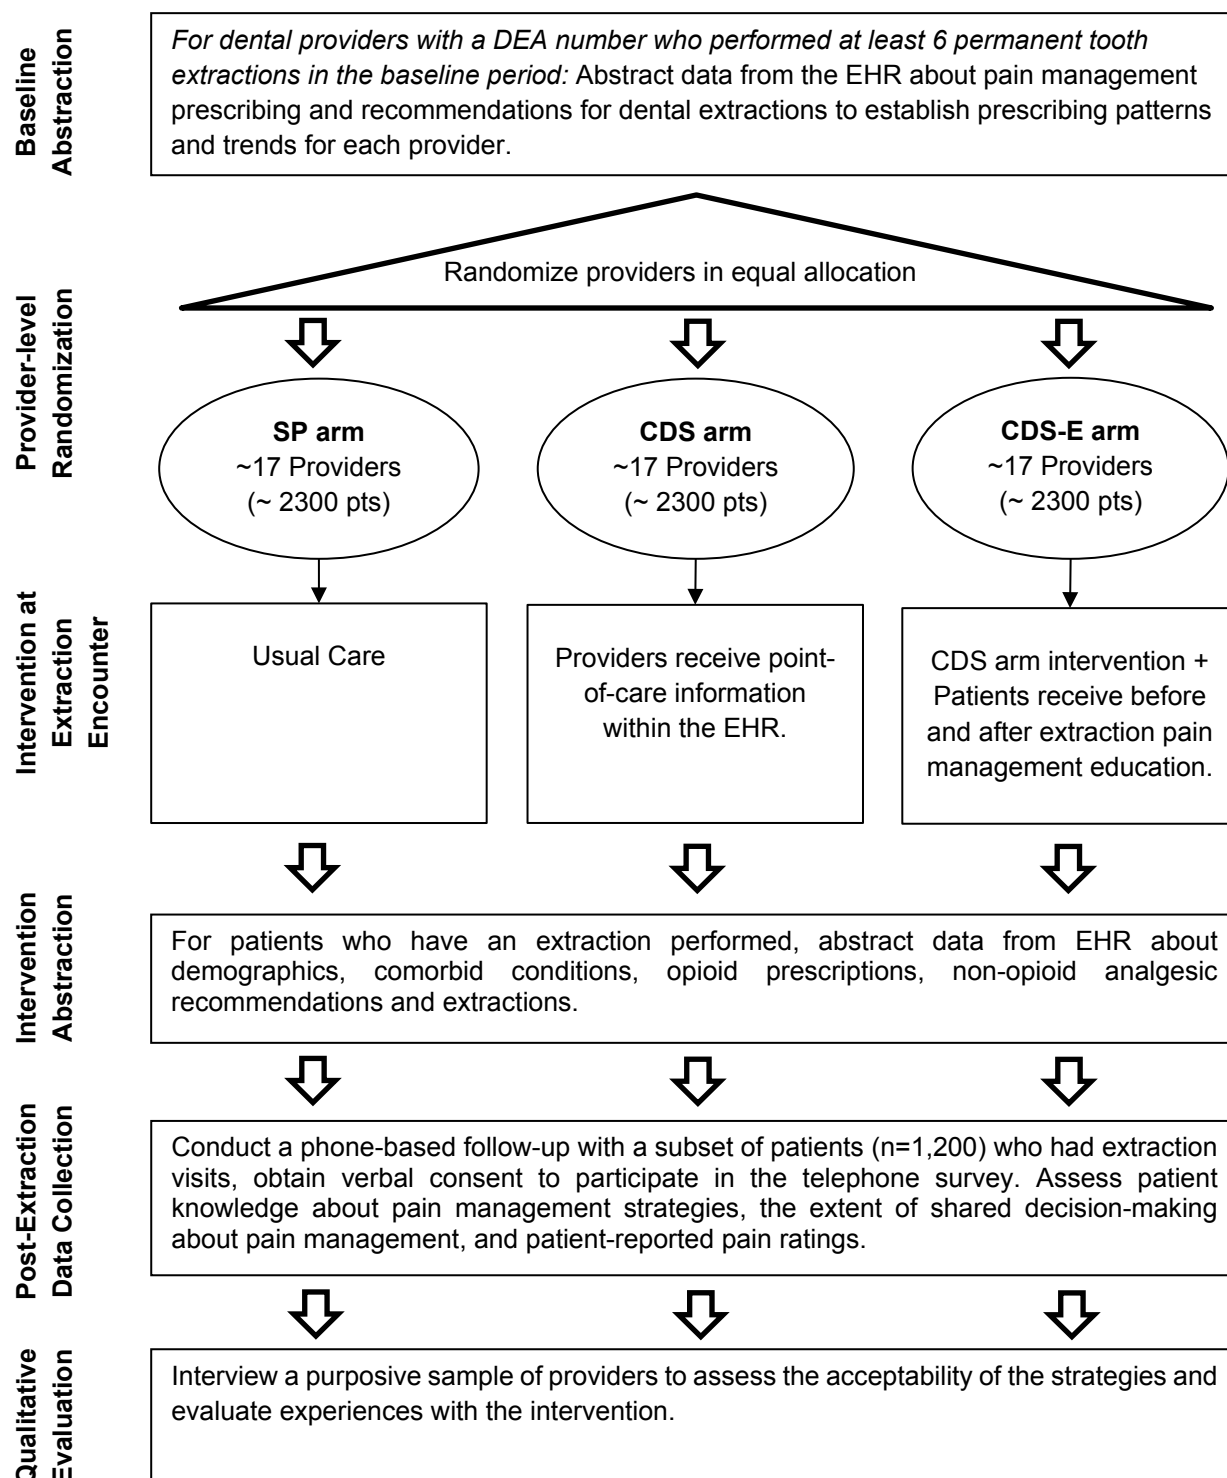 Baseline
Abstraction
For dental providers with a DEA number who performed at least 6 permanent tooth
extractions in the baseline period: Abstract data from the EHR about pain management
prescribing and recommendations for dental extractions to establish prescribing patterns
and trends for each provider.
Provider-level
Randomization
Randomize providers in equal allocation
SP arm
~17 Providers
(~ 2300 pts)
CDS arm
~17 Providers
(~ 2300 pts)
CDS-E arm
~17 Providers
(~ 2300 pts)
Intervention at
Extraction
Encounter
Usual Care
Providers receive point-
of-care information
within the EHR.
CDS arm intervention +
Patients receive before
and after extraction pain
management education.
Intervention
Abstraction
For patients who have an extraction performed, abstract data from EHR about
demographics, comorbid conditions, opioid prescriptions, non-opioid analgesic
recommendations and extractions.
Post-Extraction
Data Collection
Conduct a phone-based follow-up with a subset of patients (n=1,200) who had extraction
visits, obtain verbal consent to participate in the telephone survey. Assess patient
knowledge about pain management strategies, the extent of shared decision-making
about pain management, and patient-reported pain ratings.
Qualitative
Evaluation
Interview a purposive sample of providers to assess the acceptability of the strategies and
evaluate experiences with the intervention.